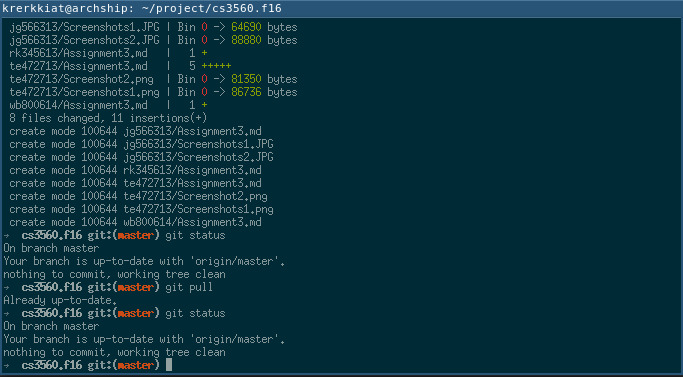 krerkkiat@archship: ~/project/cs3560.f16
jg566313/Screenshots1.JPG | Bin 0 -> 64690 bytes
jg566313/Screenshots2.JPG | Bin 0 -> 88880 bytes
rk345613/Assignment3.md | 1 +
te472713/Assignment3.md | 5 +++++
te472713/Screenshot2.png | Bin 0 -> 81350 bytes
te472713/Screenshots1.png | Bin 0 -> 86736 bytes
wb800614/Assignment3.md | 1 +
8 files changed, 11 insertions(+)
create mode 100644 jg566313/Assignment3.md
create mode 100644 jg566313/Screenshots1.JPG
create mode 100644 jg566313/Screenshots2.JPG
create mode 100644 rk345613/Assignment3.md
create mode 100644 te472713/Assignment3.md
create mode 100644 te472713/Screenshot2.png
create mode 100644 te472713/Screenshots1.png
create mode 100644 wb800614/Assignment3.md
→ cs3560.f16 git:(master) git status
On branch master
Your branch is up-to-date with 'origin/master'.
nothing to commit, working tree clean
→ cs3560.f16 git:(master) git pull
Already up-to-date.
→ cs3560.f16 git:(master) git status
On branch master
Your branch is up-to-date with 'origin/master'.
nothing to commit, working tree clean
→ cs3560.f16 git:(master)